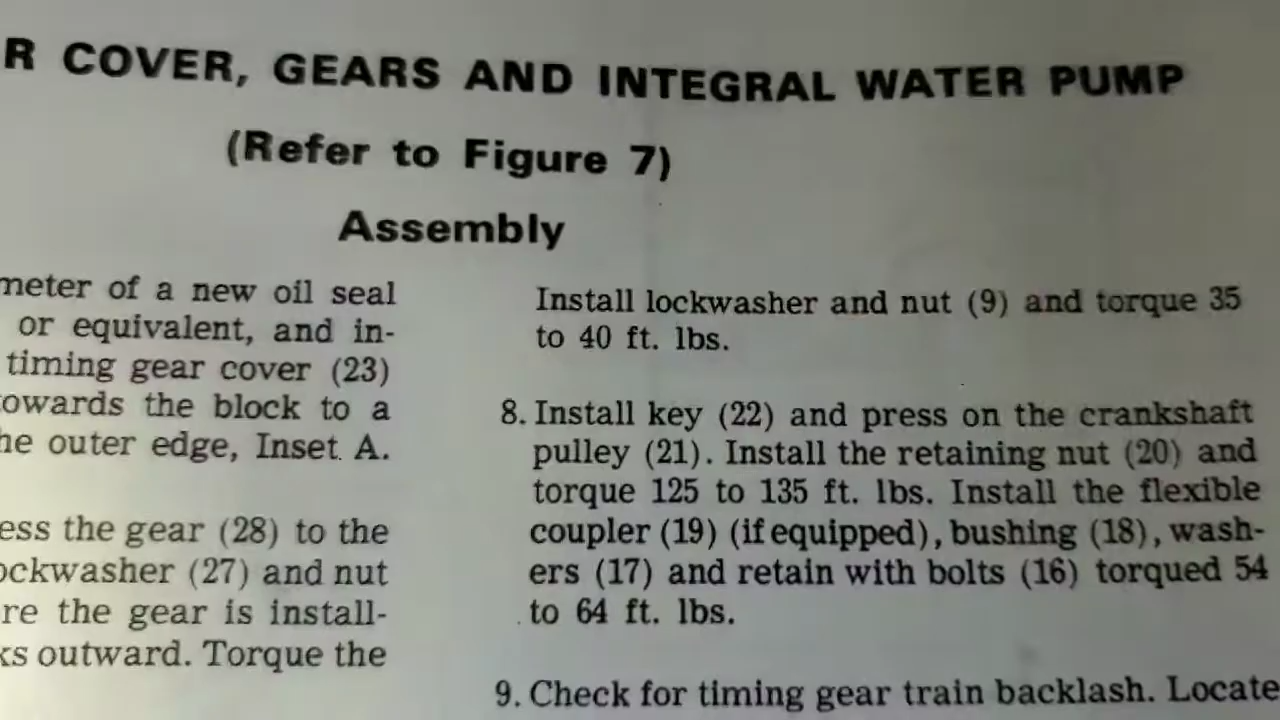 R COVER, GEARS AND INTEGRAL WATER PUMP
(Refer to Figure 7)
Assembly
meter of a new oil seal
or equivalent, and in-
timing gear cover (23)
owards the block to a
he outer edge, Inset A.
ess the gear (28) to the
ockwasher (27) and nut
re the gear is install-
ks outward. Torque the
Install lockwasher and nut (9) and torque 35
to 40 ft. lbs.
8. Install key (22) and press on the crankshaft
pulley (21). Install the retaining nut (20) and
torque 125 to 135 ft. lbs. Install the flexible
coupler (19) (if equipped), bushing (18), wash-
ers (17) and retain with bolts (16) torqued 54
to 64 ft. lbs.
9. Check for timing gear train backlash. Locate